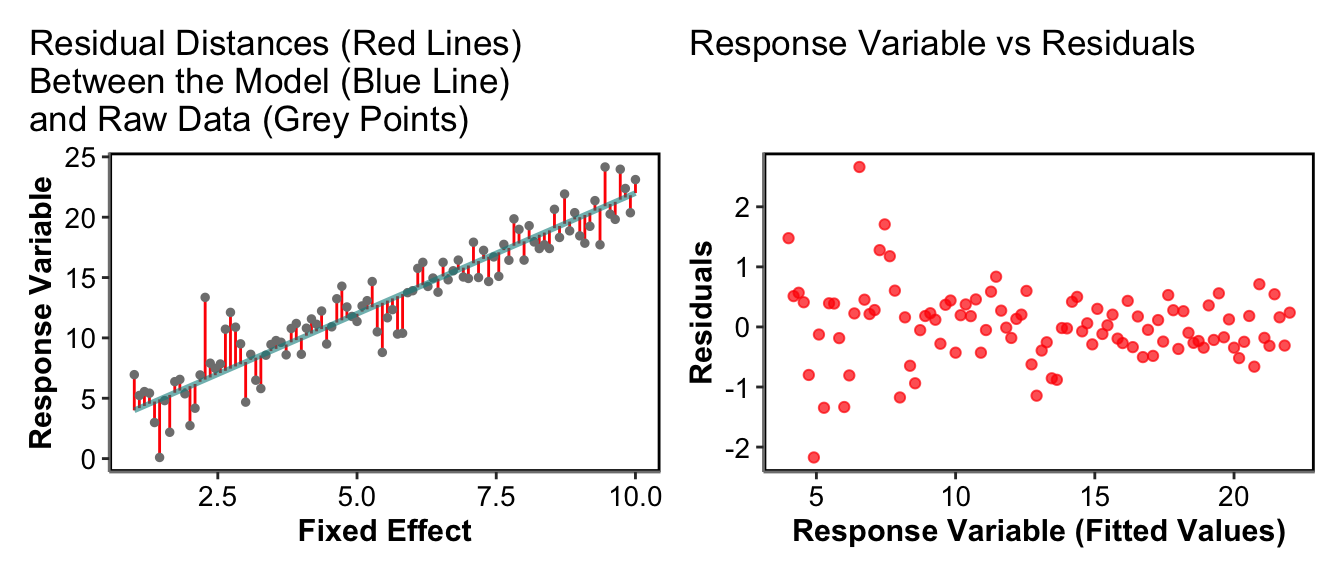 Residual Distances (Red Lines)
Between the Model (Blue Line)
and Raw Data (Grey Points)
25
20
15
10
5
0
Response Variable
2.5 5.0 7.5 10.0
Fixed Effect
Response Variable vs Residuals
2
1
0
-1
-2
Residuals
5 10 15 20
Response Variable (Fitted Values)